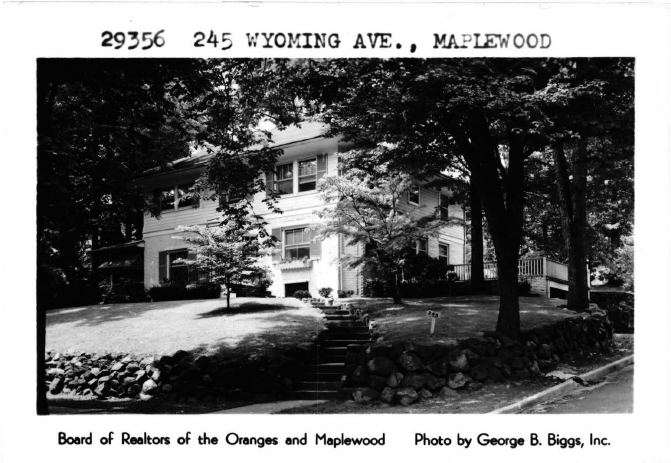 29356 245 WYOMING AVE., MAPLEWOOD
Board of Realtors of the Oranges and Maplewood Photo by George B. Biggs, Inc.